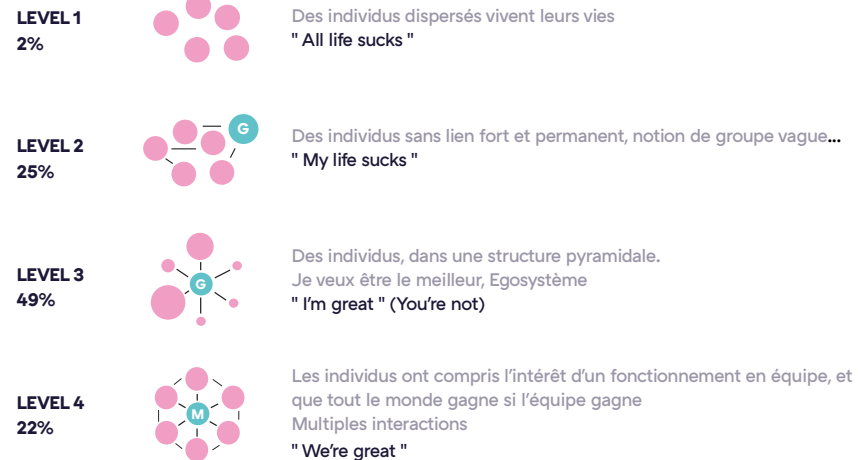 LEVEL 1
2%
Des individus dispersés vivent leurs vies
" All life sucks "
LEVEL 2
25%
G
Des individus sans lien fort et permanent, notion de groupe vague...
" My life sucks "
LEVEL 3
49%
G
Des individus, dans une structure pyramidale.
Je veux être le meilleur, Egosystème
" I'm great " (You're not)
LEVEL 4
22%
M
Les individus ont compris l'intérêt d'un fonctionnement en équipe, et
que tout le monde gagne si l'équipe gagne
Multiples interactions
" We're great "